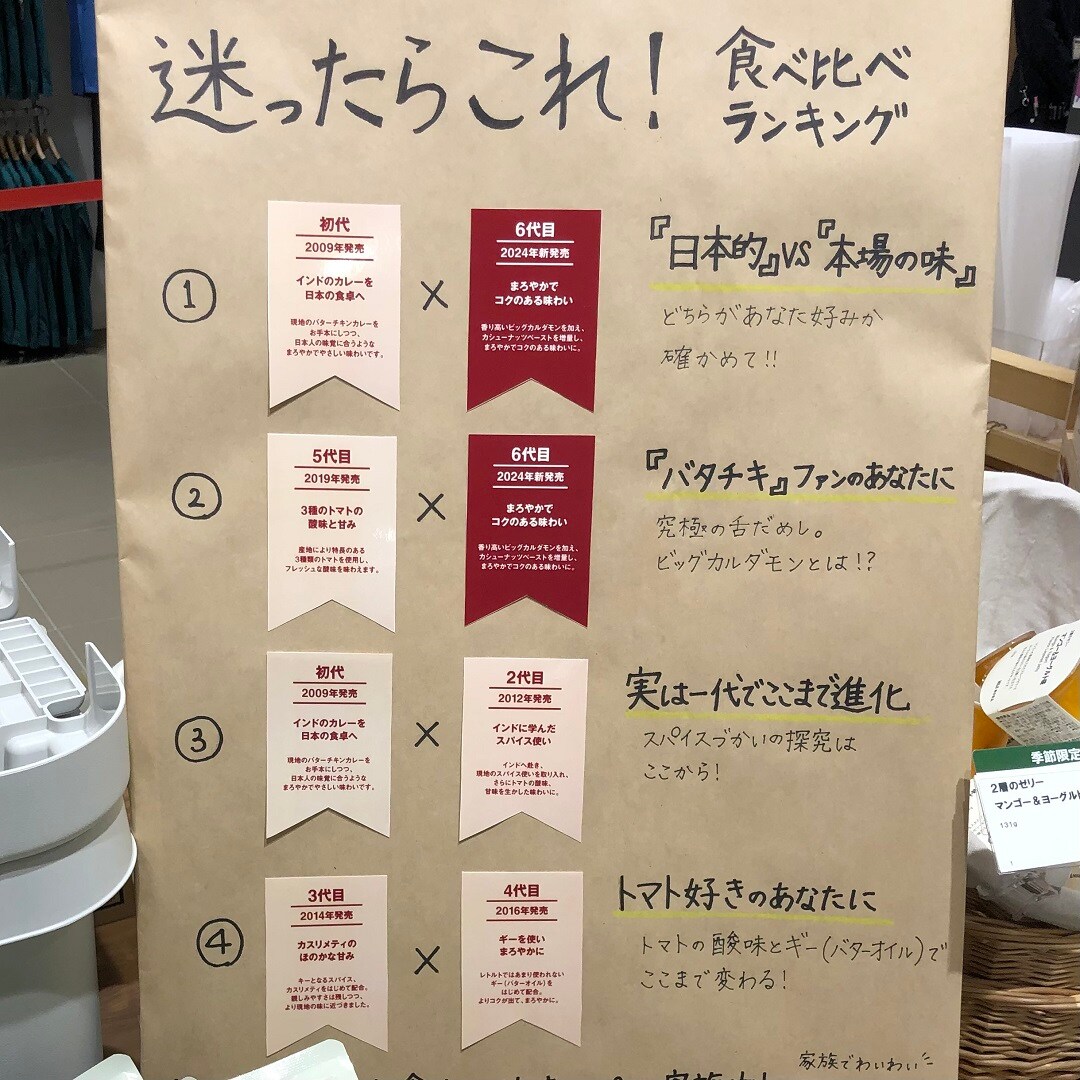 迷ったらこれ!
食べ比べ
ランキング
①
初代
2009年発売
インドのカレーを
日本の食卓へ
現地のバターチキンカレーを
お手本にしつつ、
日本人の味覚に合うような
まろやかでやさしい味わいです。
×
6代目
2024年新発売
まろやかで
コクのある味わい
香り高いビッグカルダモンを加え、
カシューナッツペーストを増量し、
まろやかでコクのある味わいに。
『日本的』VS『本場の味』
どちらがあなた好みか
確かめて!!
②
5代目
2019年発売
3種のトマトの
酸味と甘み
産地により特長のある
3種類のトマトを使用し、
フレッシュな酸味を味わえます。
×
6代目
2024年新発売
まろやかで
コクのある味わい
香り高いビッグカルダモンを加え、
カシューナッツペーストを増量し、
まろやかでコクのある味わいに。
『バタチキ』ファンのあなたに
究極の舌だめし。
ビッグカルダモンとは!?
③
初代
2009年発売
インドのカレーを
日本の食卓へ
現地のバターチキンカレーを
お手本にしつつ、
日本人の味覚に合うような
まろやかでやさしい味わいです。
×
2代目
2012年発売
インドに学んだ
スパイス使い
インドへ赴き、
現地のスパイス使いを取り入れ、
さらにトマトの酸味、
甘味を生かした味わいに。
実は一代でここまで進化
スパイスづかいの探究は
ここから!
④
3代目
2014年発売
カスリメティの
ほのかな甘み
キーとなるスパイス、
カスリメティをはじめて配合。
親しみやすさは残しつつ、
より現地の味に近づきました。
×
4代目
2016年発売
ギーを使い
まろやかに
レトルトではあまり使われない
ギー(バターオイル)を
はじめて配合。
よりコクが出て、まろやかに。
トマト好きのあなたに
トマトの酸味とギー(バターオイル)で
ここまで変わる!
家族でわいわい
季節限定
2層のゼリー
マンゴー&ヨーグルト
131g